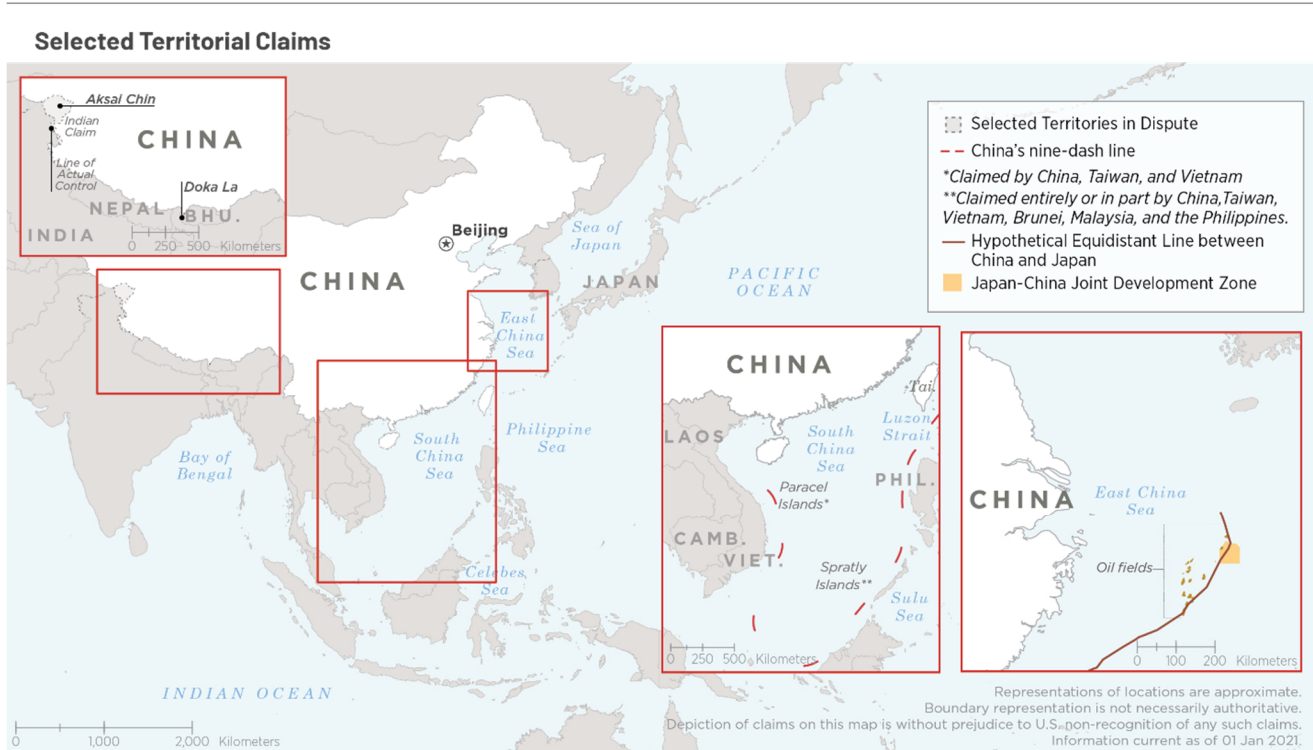 Selected Territorial Claims
Aksai Chin
Indian
Claim
CHINA
Line of
Actual
Control
Doka La
NEPAL
BHU.
INDIA
0 250 500 Kilometers
Selected Territories in Dispute
China's nine-dash line
*Claimed by China, Taiwan, and Vietnam
**Claimed entirely or in part by China,Taiwan,
Vietnam, Brunei, Malaysia, and the Philippines.
Hypothetical Equidistant Line between
China and Japan
Japan-China Joint Development Zone
Beijing
CHINA
Sea of
Japan
JAPAN
PACIFIC
OCEAN
East
China
Sea
South
China
Sea
Philippine
Sea
Bay of
Bengal
Celebes
Sea
INDIAN OCEAN
0 1,000 2,000 Kilometers
CHINA
Tai.
Luzon
Strait
LAOS
South
China
Sea
PHIL.
Paracel
Islands*
CAMB.
VIET.
Spratly
Islands**
Sulu
Sea
0 250 500 Kilometers
CHINA
East China
Sea
Oil fields
0 100 200 Kilometers
Representations of locations are approximate.
Boundary representation is not necessarily authoritative.
Depiction of claims on this map is without prejudice to U.S. non-recognition of any such claims.
Information current as of 01 Jan 2021.